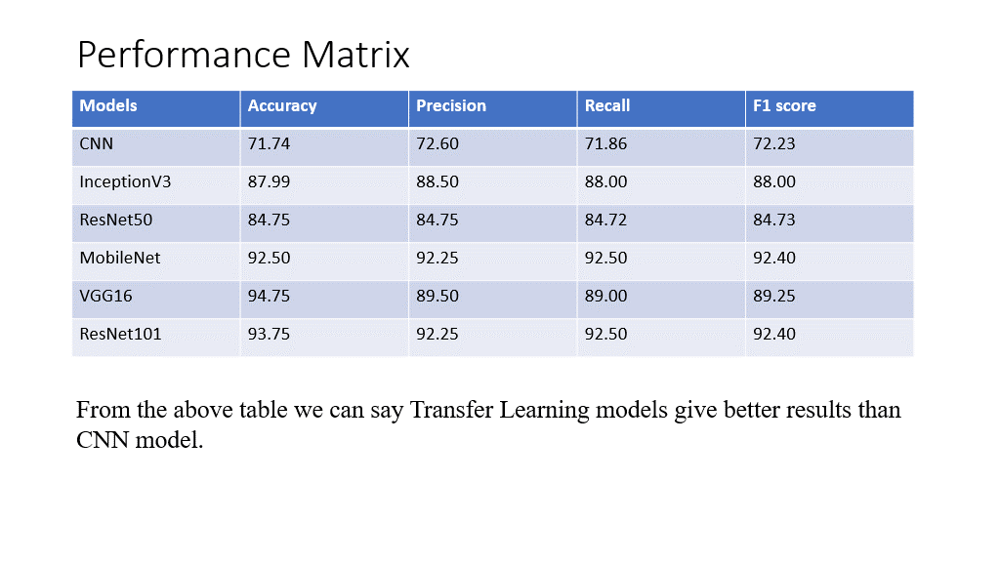 Performance Matrix
Models Accuracy Precision Recall F1 score
CNN 71.74 72.60 71.86 72.23
InceptionV3 87.99 88.50 88.00 88.00
ResNet50 84.75 84.75 84.72 84.73
MobileNet 92.50 92.25 92.50 92.40
VGG16 94.75 89.50 89.00 89.25
ResNet101 93.75 92.25 92.50 92.40
From the above table we can say Transfer Learning models give better results than
CNN model.